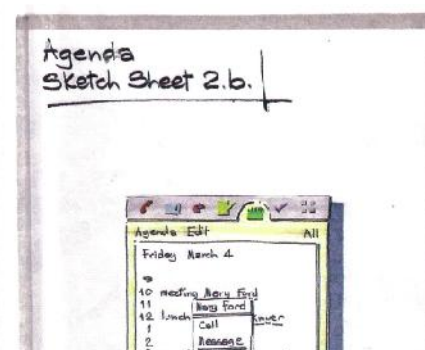 Agenda
Sketch Sheet 2.b.
Agenda Edit All
Friday March 4
9
10 meeting Mary Ford
11 Mary Ford
12 lunch
1 Call
2 Message